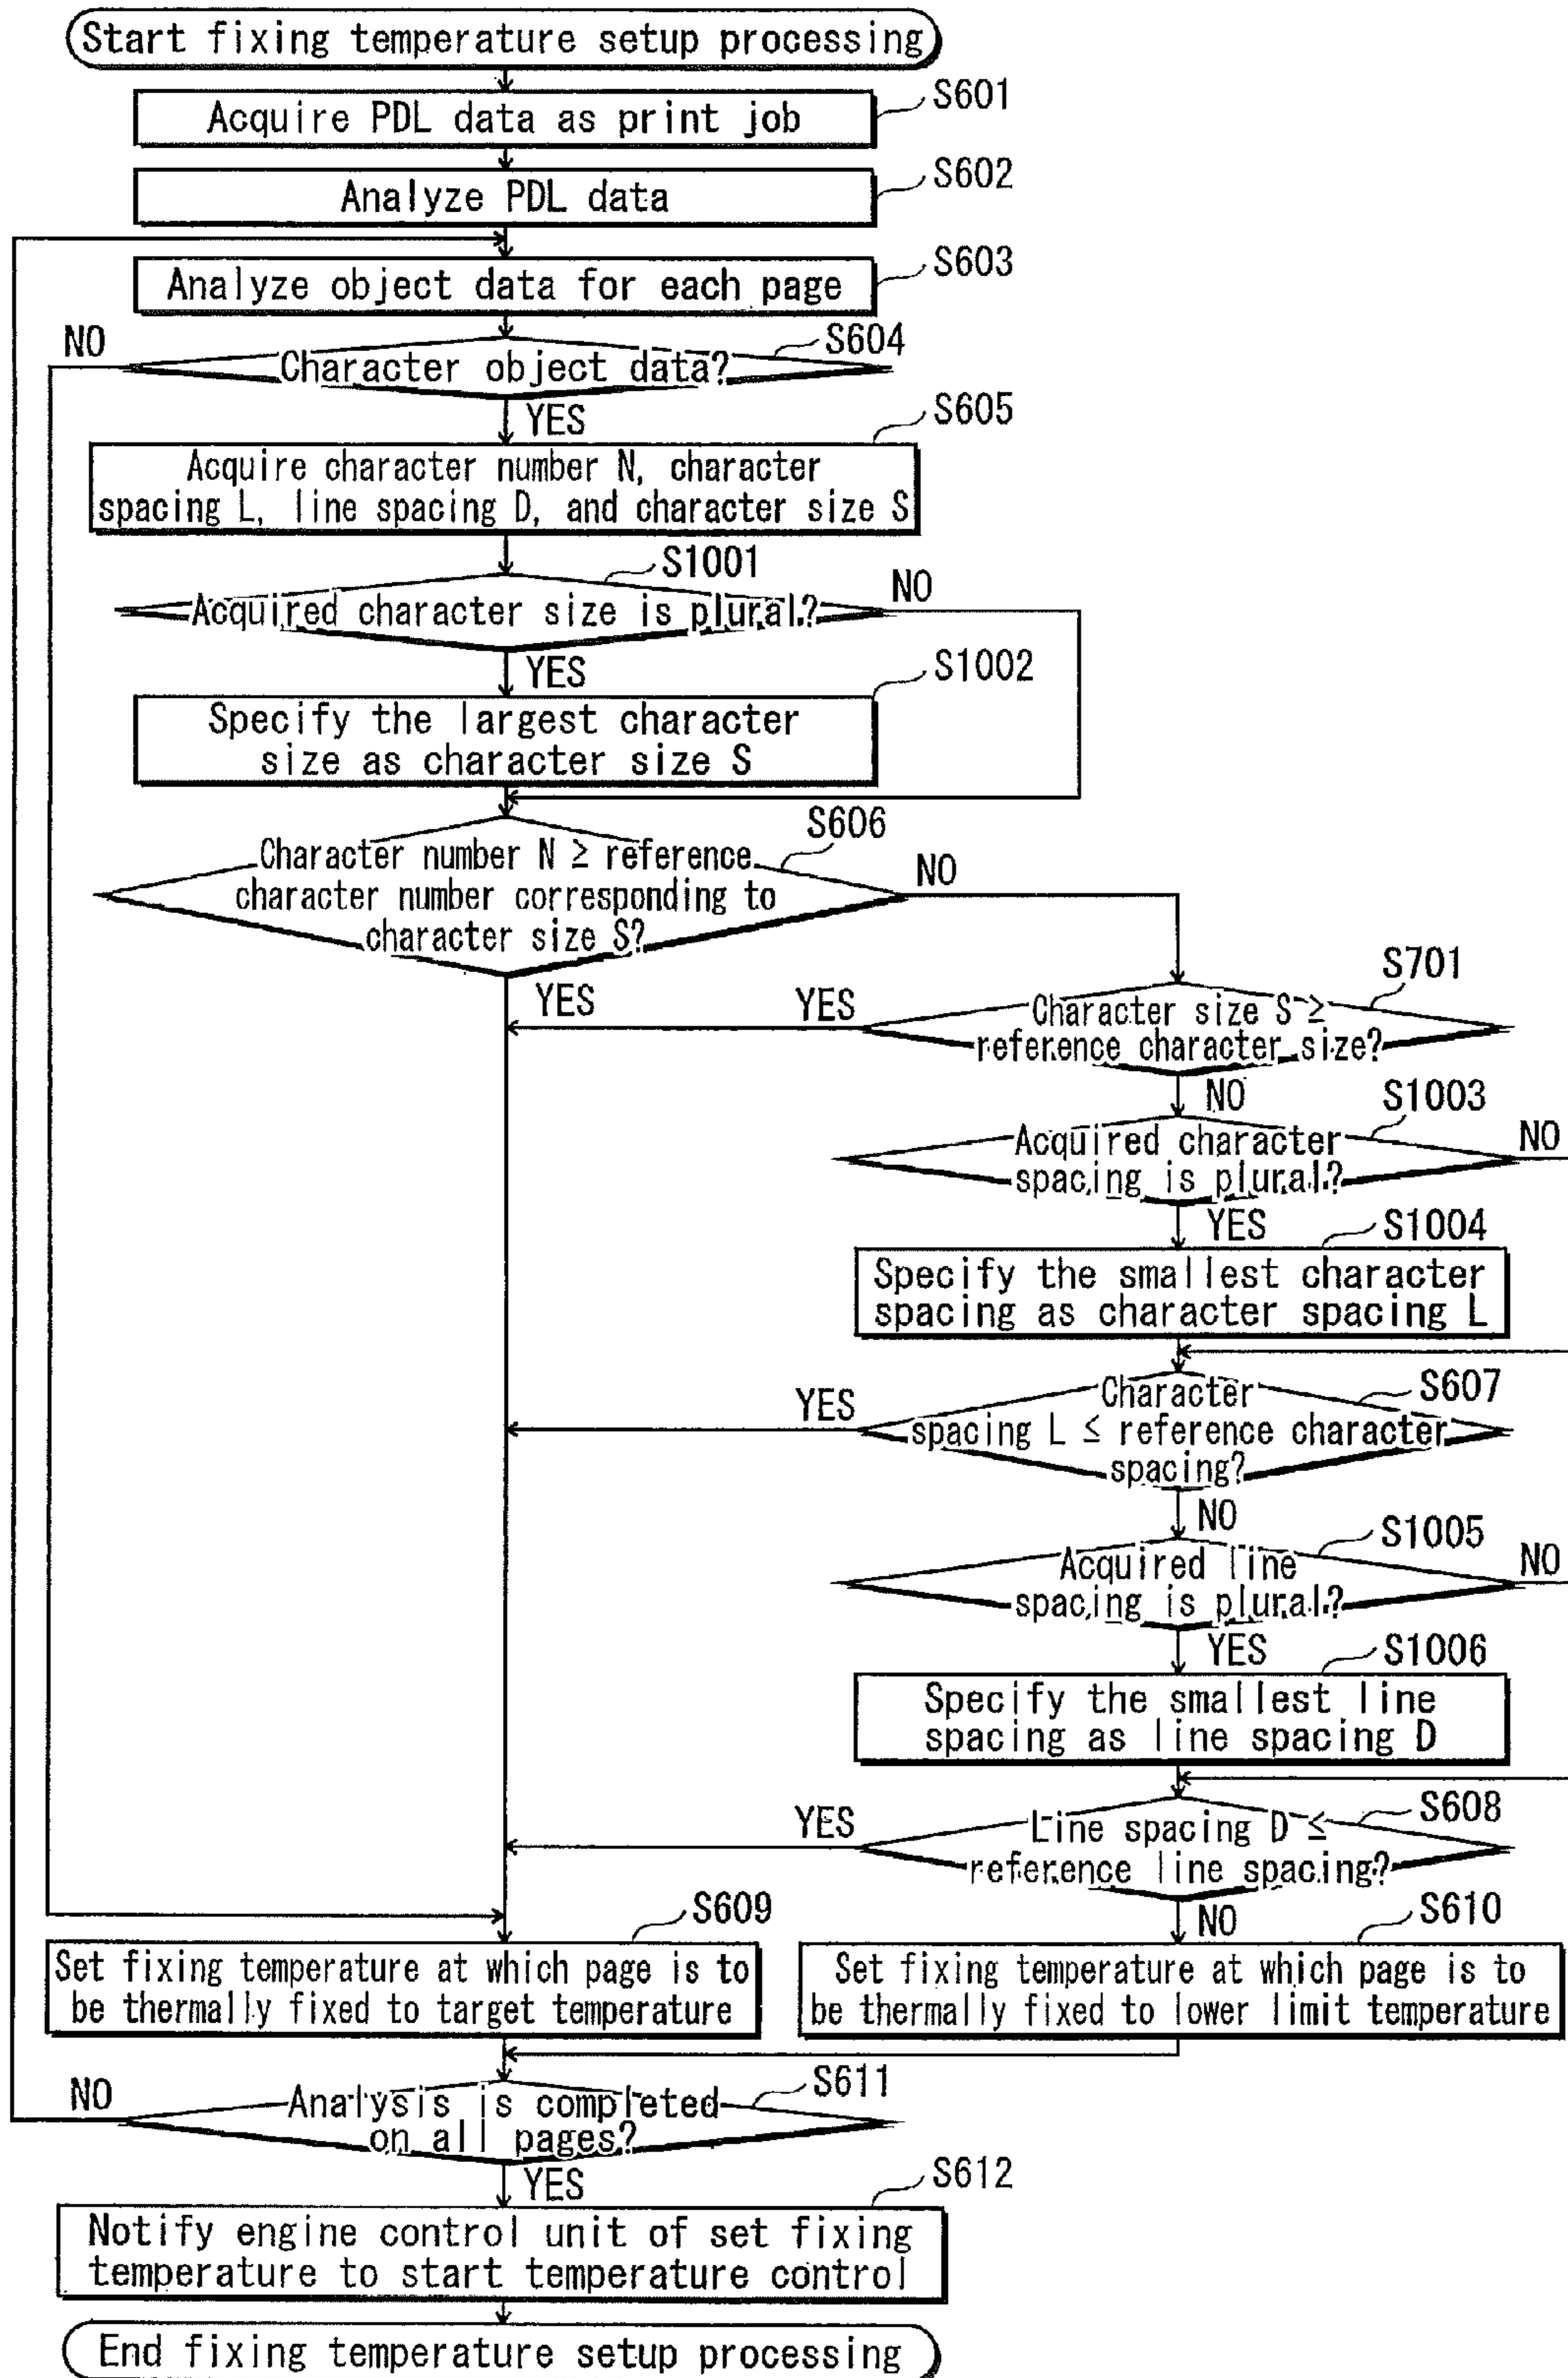 Start fixing temperature setup processing
S601
Acquire PDL data as print job
S602
Analyze PDL data
S603
Analyze object data for each page
NO
S604
Character object data?
YES
S605
Acquire character number N, character
spacing L, line spacing D, and character size S
S1001
Acquired character size is plural?
NO
YES
S1002
Specify the largest character
size as character size S
S606
Character number N ≥ reference
character number corresponding to
character size S?
NO
YES
S701
YES
Character size S ≥
reference character size?
NO
S1003
Acquired character
spacing is plural?
NO
YES
S1004
Specify the smallest character
spacing as character spacing L
S607
YES
Character
spacing L ≤ reference character
spacing?
NO
S1005
Acquired line
spacing is plural?
NO
YES
S1006
Specify the smallest line
spacing as line spacing D
S608
YES
Line spacing D ≤
reference line spacing?
NO
S609
Set fixing temperature at which page is to
be thermally fixed to target temperature
S610
Set fixing temperature at which page is to
be thermally fixed to lower limit temperature
NO
S611
Analysis is completed
on all pages?
YES
S612
Notify engine control unit of set fixing
temperature to start temperature control
End fixing temperature setup processing